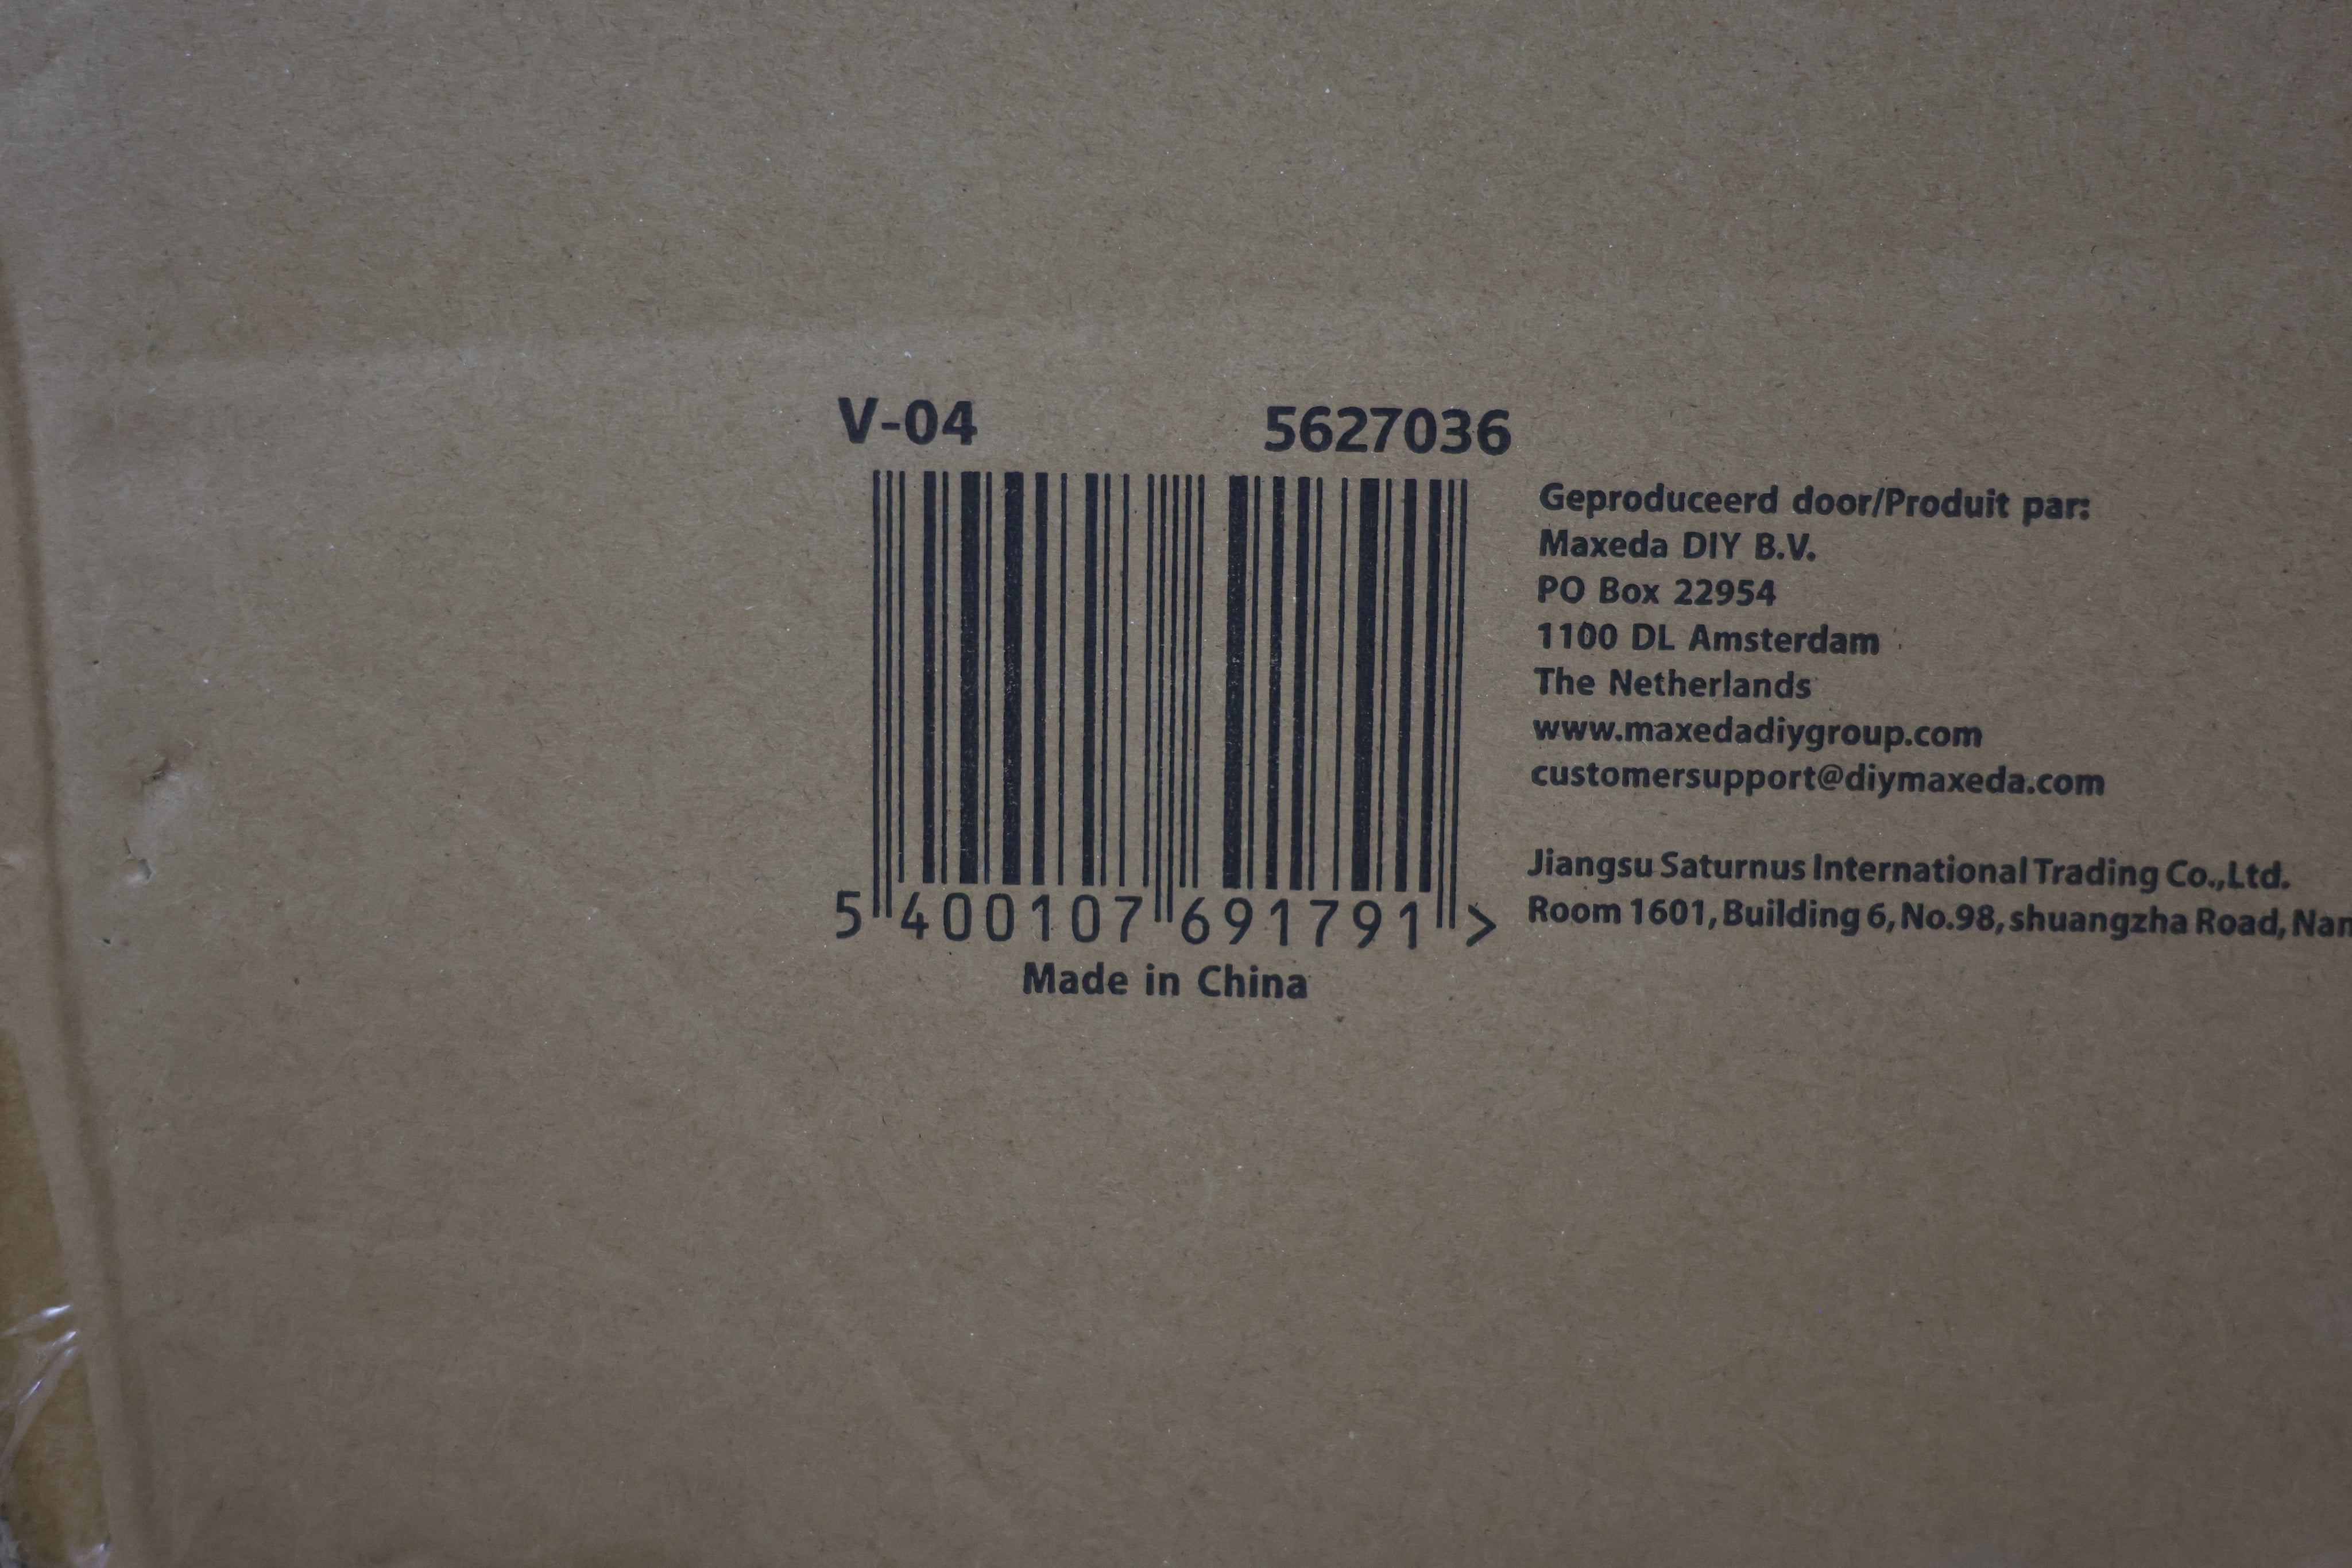 V-04 5627036
5 400107 691791 >
Made in China
Geproduceerd door/Produit par:
Maxeda DIY B.V.
PO Box 22954
1100 DL Amsterdam
The Netherlands
www.maxedadiygroup.com
customersupport@diymaxeda.com
Jiangsu Saturnus International Trading Co.,Ltd.
Room 1601, Building 6, No.98, shuangzha Road,